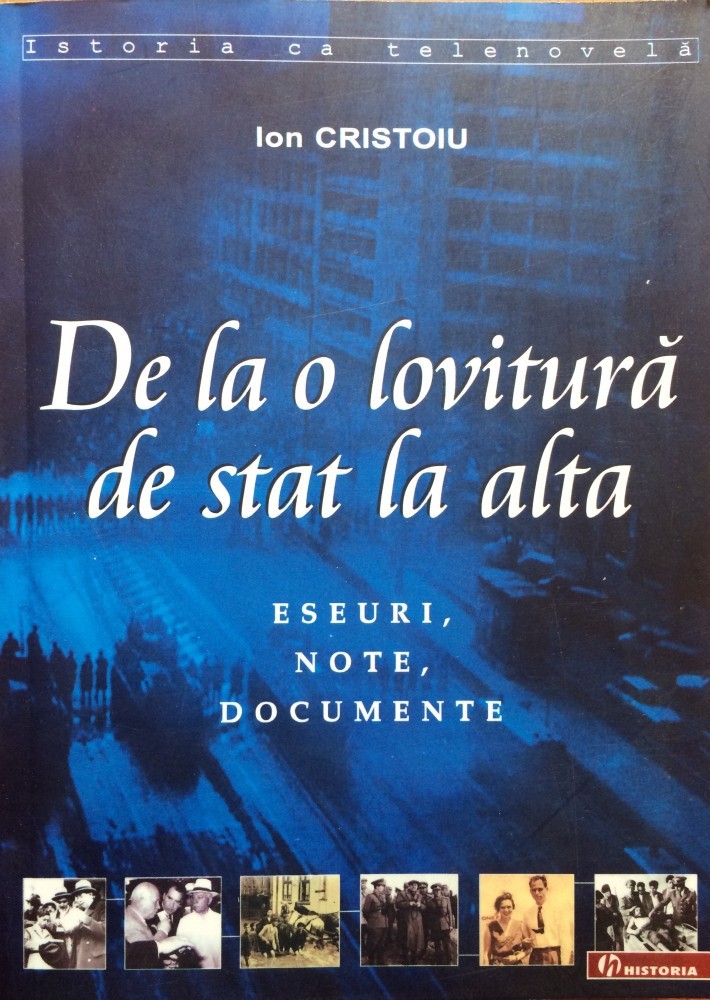 Istoria ca telenovelă
Ion CRISTOIU
De la o lovitură
de stat la alta
ESEURI,
NOTE,
DOCUMENTE
HISTORIA